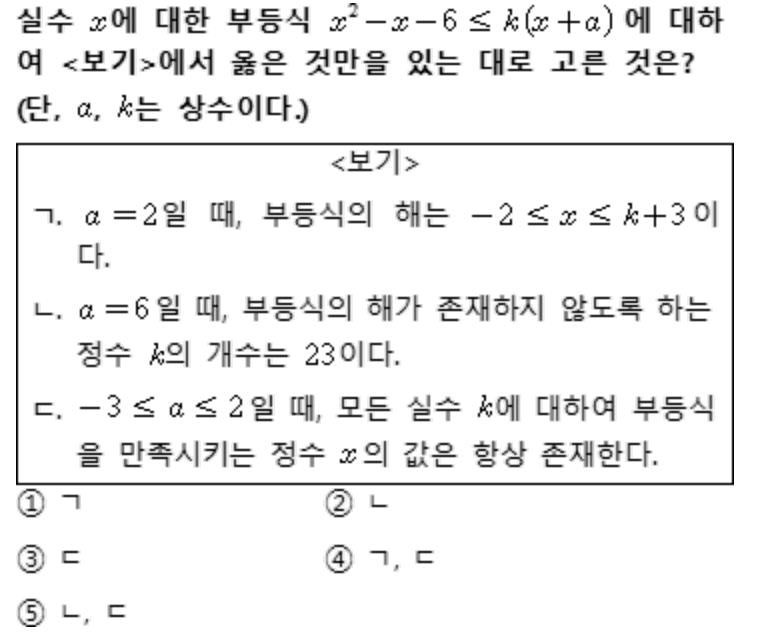 실수 x에 대한 부등식 x²-x-6 ≤ k(x+a)에 대하
여 <보기>에서 옳은 것만을 있는 대로 고른 것은?
(단, a, k는 상수이다.)
<보기>
ㄱ. a=2일 때, 부등식의 해는 -2 ≤ x ≤ k+3이
다.
ㄴ. a=6일 때, 부등식의 해가 존재하지 않도록 하는
정수 k의 개수는 23이다.
ㄷ. -3 ≤ a ≤ 2일 때, 모든 실수 k에 대하여 부등식
을 만족시키는 정수 x의 값은 항상 존재한다.
① ㄱ ② ㄴ
③ ㄷ ④ ㄱ, ㄷ
⑤ ㄴ, ㄷ